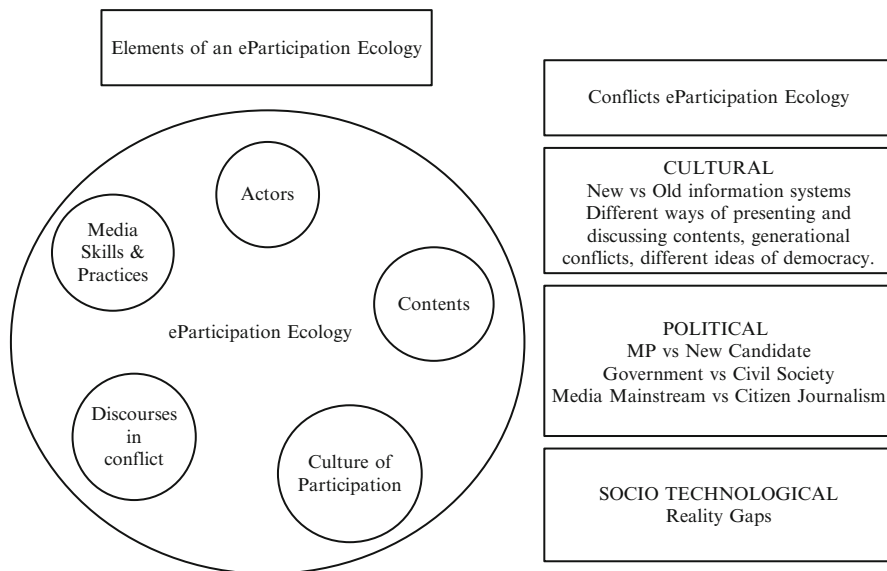 Elements of an eParticipation Ecology
Actors
Media
Skills &
Practices
Contents
eParticipation Ecology
Discourses
in
conflict
Culture of
Participation
Conflicts eParticipation Ecology
CULTURAL
New vs Old information systems
Different ways of presenting and
discussing contents, generational
conflicts, different ideas of democracy.
POLITICAL
MP vs New Candidate
Government vs Civil Society
Media Mainstream vs Citizen Journalism
SOCIO TECHNOLOGICAL
Reality Gaps